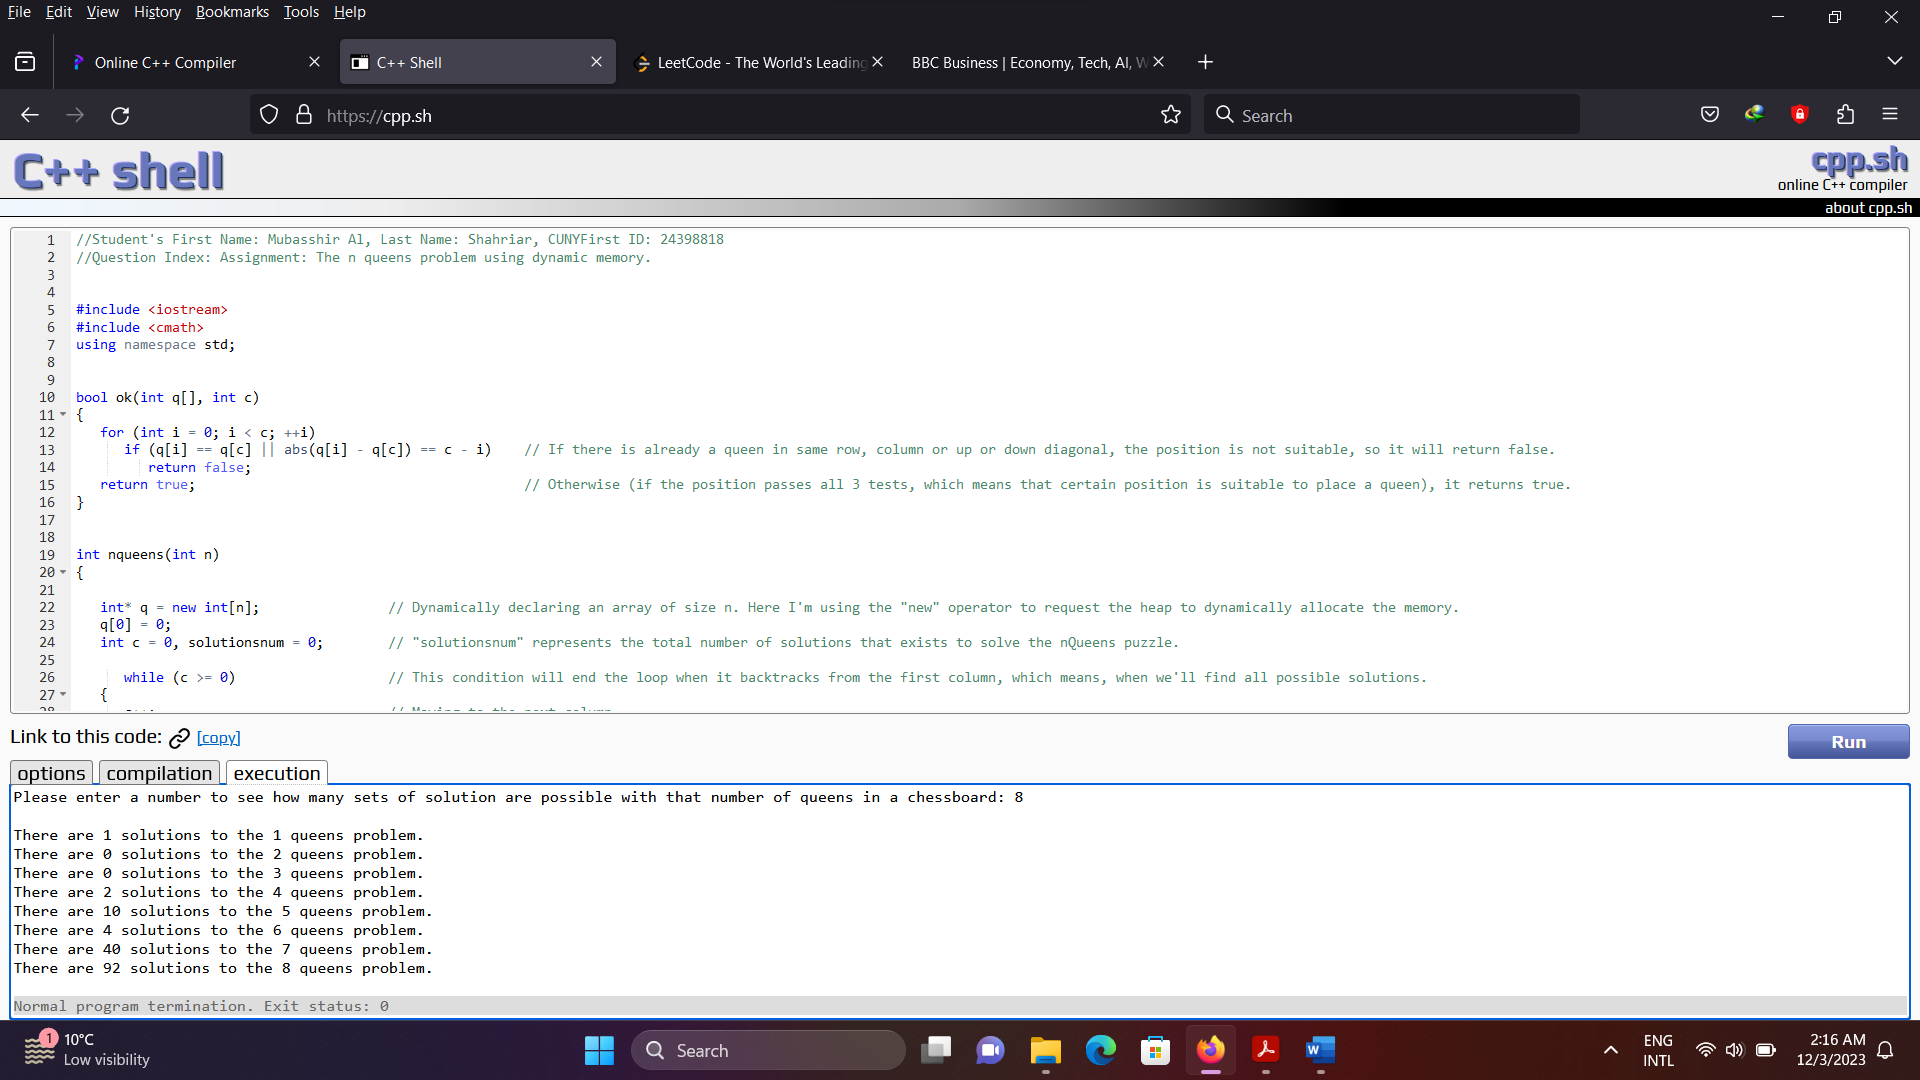 File Edit View History Bookmarks Tools Help
Online C++ Compiler
C++ Shell
LeetCode - The World's Leading
BBC Business | Economy, Tech, AI, W
https://cpp.sh
Search
C++ shell
cpp.sh
online C++ compiler
about cpp.sh
1 //Student's First Name: Mubasshir Al, Last Name: Shahriar, CUNYFirst ID: 24398818
2 //Question Index: Assignment: The n queens problem using dynamic memory.
3
4
5 #include <iostream>
6 #include <cmath>
7 using namespace std;
8
9
10 bool ok(int q[], int c)
11 {
12 for (int i = 0; i < c; ++i)
13 if (q[i] == q[c] || abs(q[i] - q[c]) == c - i) // If there is already a queen in same row, column or up or down diagonal, the position is not suitable, so it will return false.
14 return false;
15 return true; // Otherwise (if the position passes all 3 tests, which means that certain position is suitable to place a queen), it returns true.
16 }
17
18
19 int nqueens(int n)
20 {
21
22 int* q = new int[n]; // Dynamically declaring an array of size n. Here I'm using the "new" operator to request the heap to dynamically allocate the memory.
23 q[0] = 0;
24 int c = 0, solutionsnum = 0; // "solutionsnum" represents the total number of solutions that exists to solve the nQueens puzzle.
25
26 while (c >= 0) // This condition will end the loop when it backtracks from the first column, which means, when we'll find all possible solutions.
27 {
Link to this code: [copy]
Run
options compilation execution
Please enter a number to see how many sets of solution are possible with that number of queens in a chessboard: 8
There are 1 solutions to the 1 queens problem.
There are 0 solutions to the 2 queens problem.
There are 0 solutions to the 3 queens problem.
There are 2 solutions to the 4 queens problem.
There are 10 solutions to the 5 queens problem.
There are 4 solutions to the 6 queens problem.
There are 40 solutions to the 7 queens problem.
There are 92 solutions to the 8 queens problem.
Normal program termination. Exit status: 0
1
10°C
Low visibility
Search
ENG
INTL
2:16 AM
12/3/2023